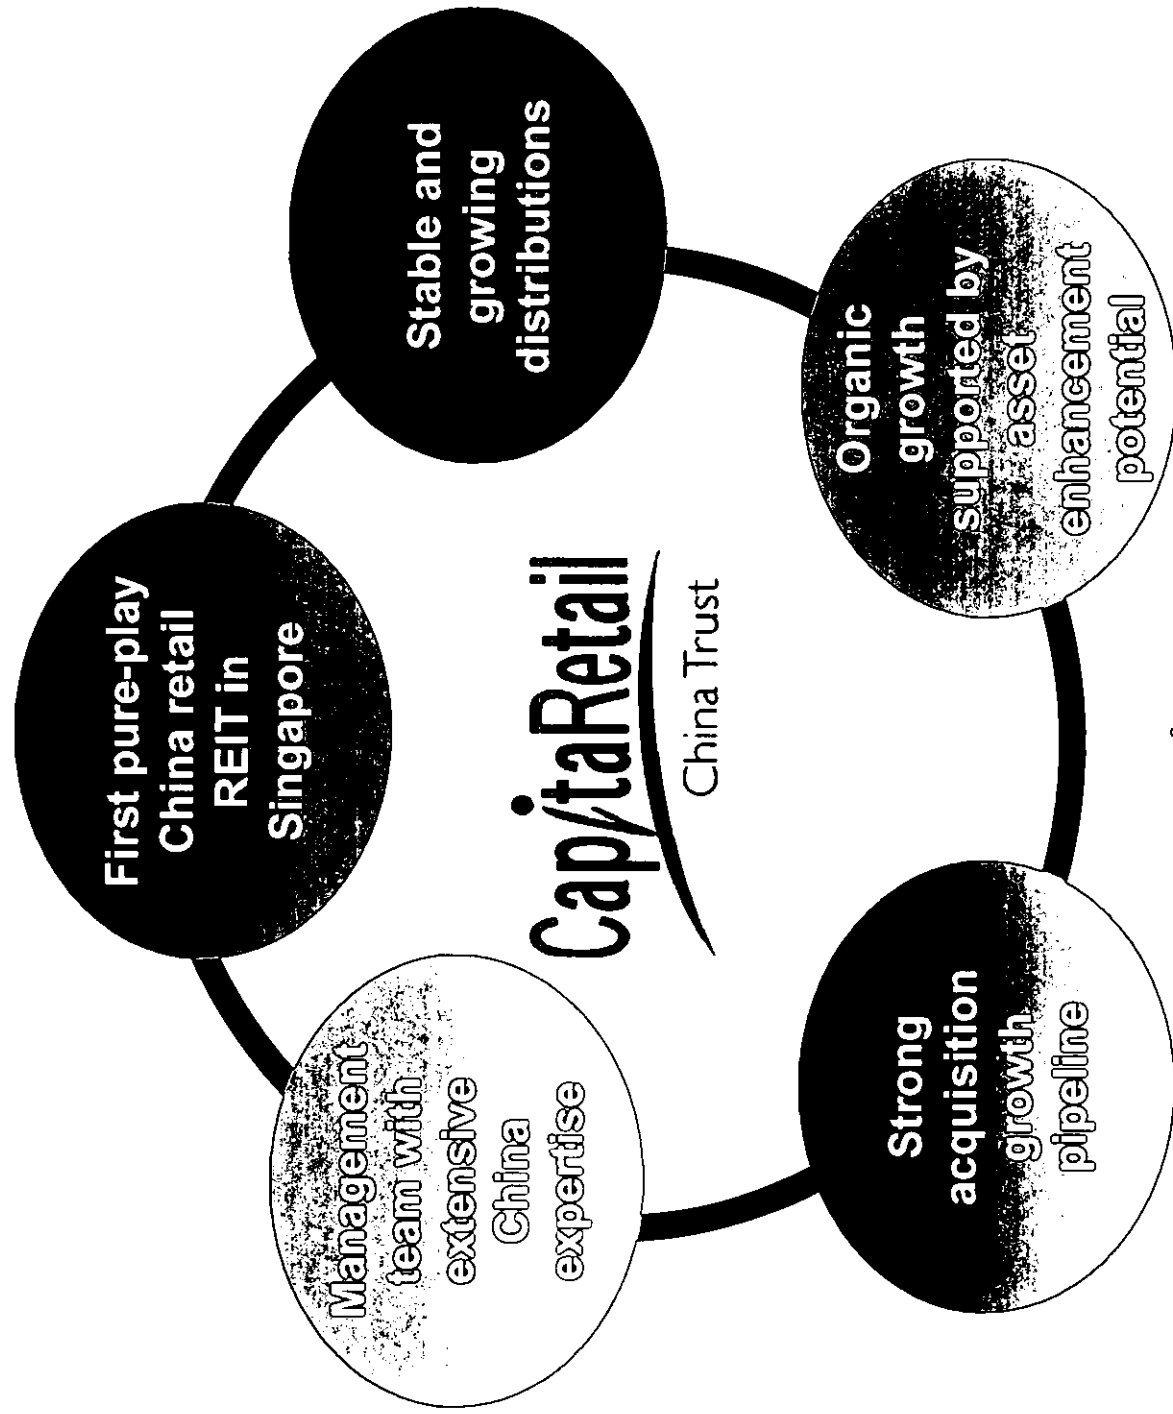 First pure-play
China retail
REIT in
Singapore
Stable and
growing
distributions
Organic
growth
supported by
asset
enhancement
potential
Strong
acquisition
growth
pipeline
Management
team with
extensive
China
expertise
CapitaRetail
China Trust